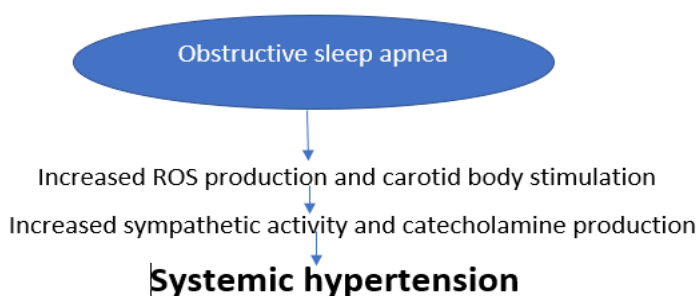 Obstructive sleep apnea
Increased ROS production and carotid body stimulation
Increased sympathetic activity and catecholamine production
Systemic hypertension